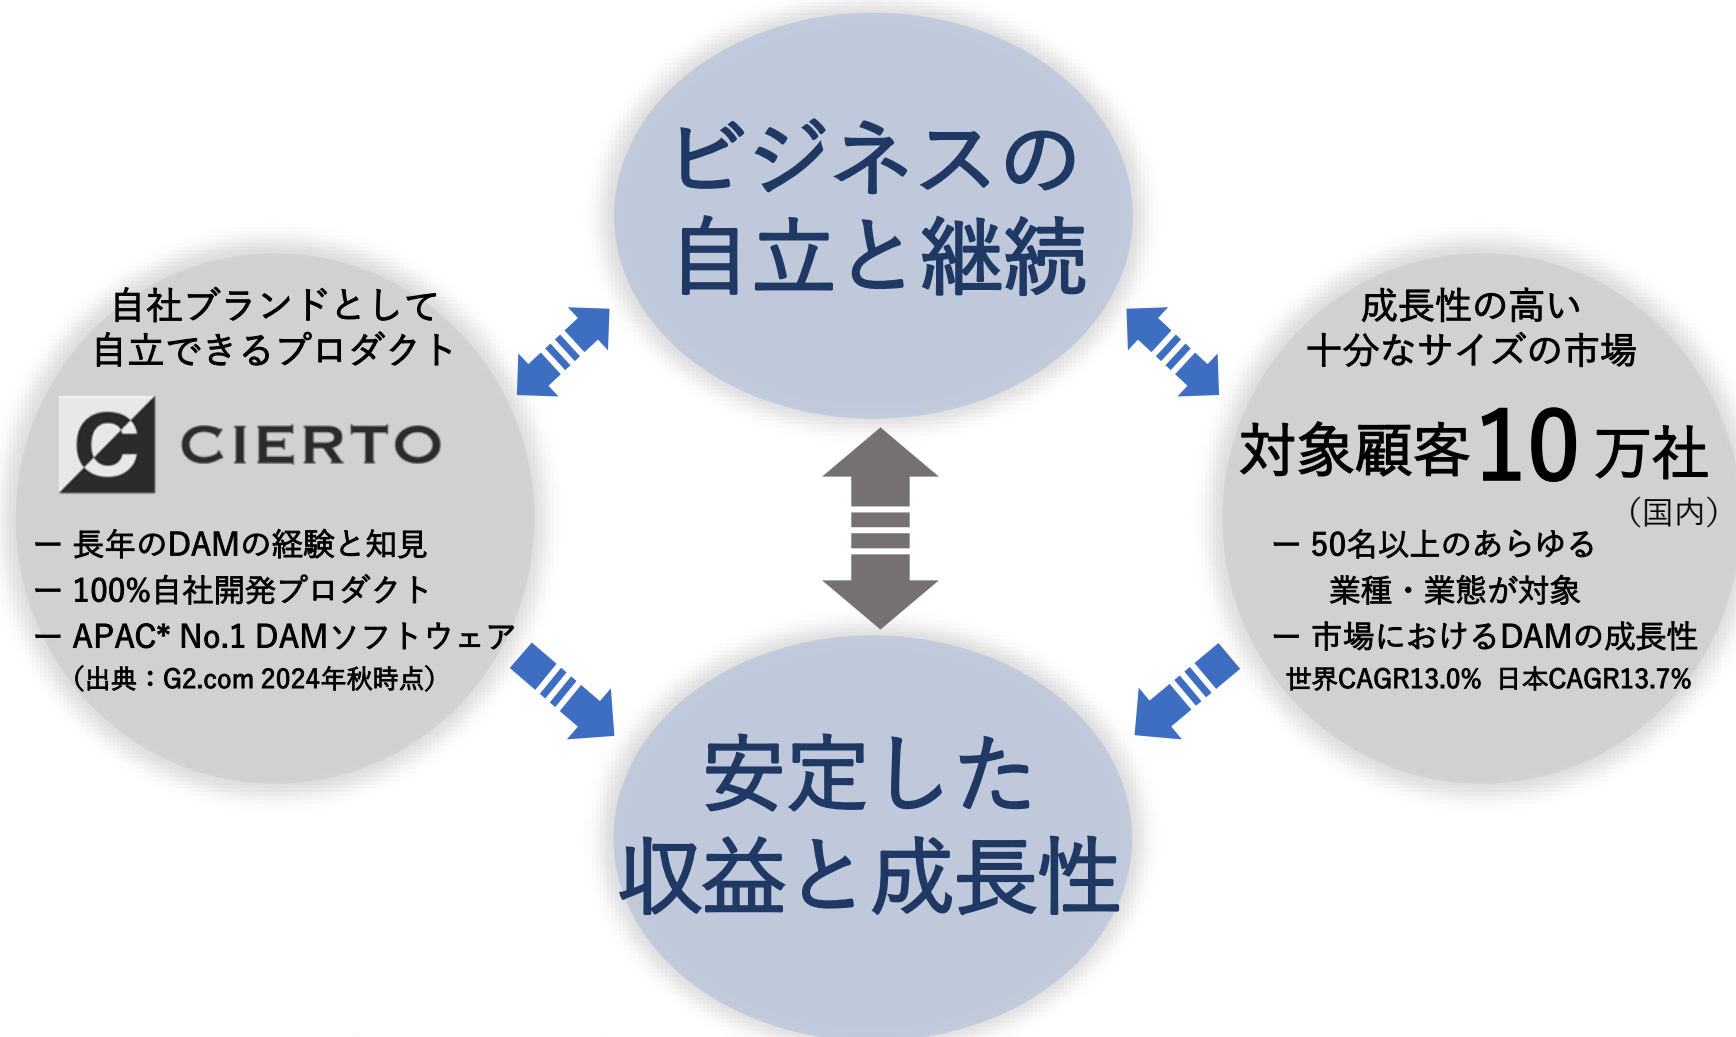 ビジネスの
自立と継続
自社ブランドとして
自立できるプロダクト
CIERTO
ー 長年のDAMの経験と知見
ー 100%自社開発プロダクト
ー APAC* No.1 DAMソフトウェア
（出典：G2.com 2024年秋時点）
成長性の高い
十分なサイズの市場
対象顧客10万社
（国内）
ー 50名以上のあらゆる
業種・業態が対象
ー 市場におけるDAMの成長性
世界CAGR13.0% 日本CAGR13.7%
安定した
収益と成長性